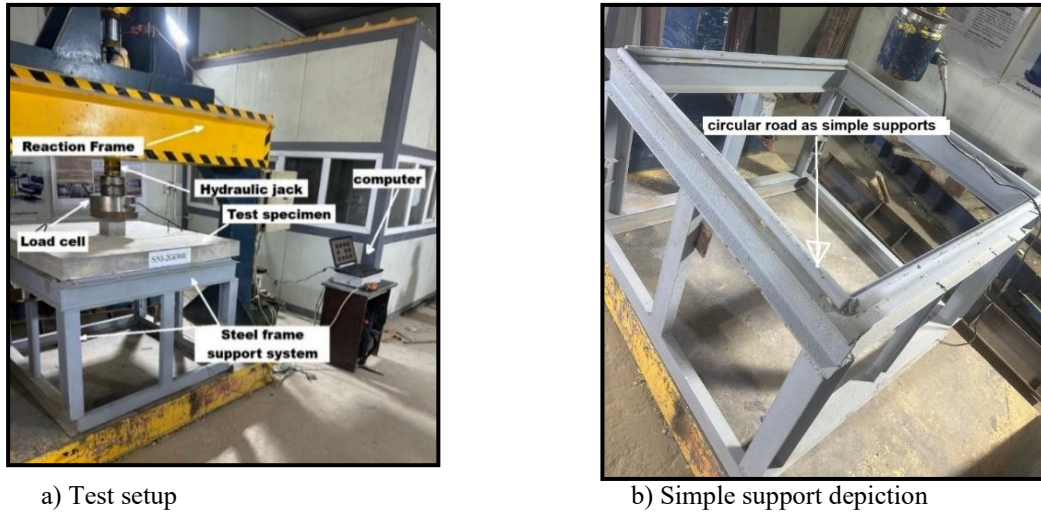 Reaction Frame
Hydraulic jack
computer
Test specimen
Load cell
Steel frame
support system
circular road as simple supports
a) Test setup
b) Simple support depiction